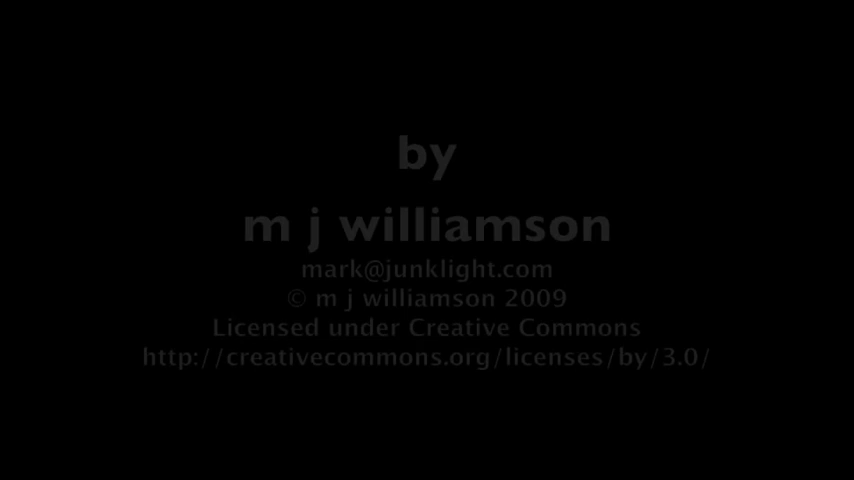 by
m j williamson
mark@junklight.com
© m j williamson 2009
Licensed under Creative Commons
http://creativecommons.org/licenses/by/3.0/